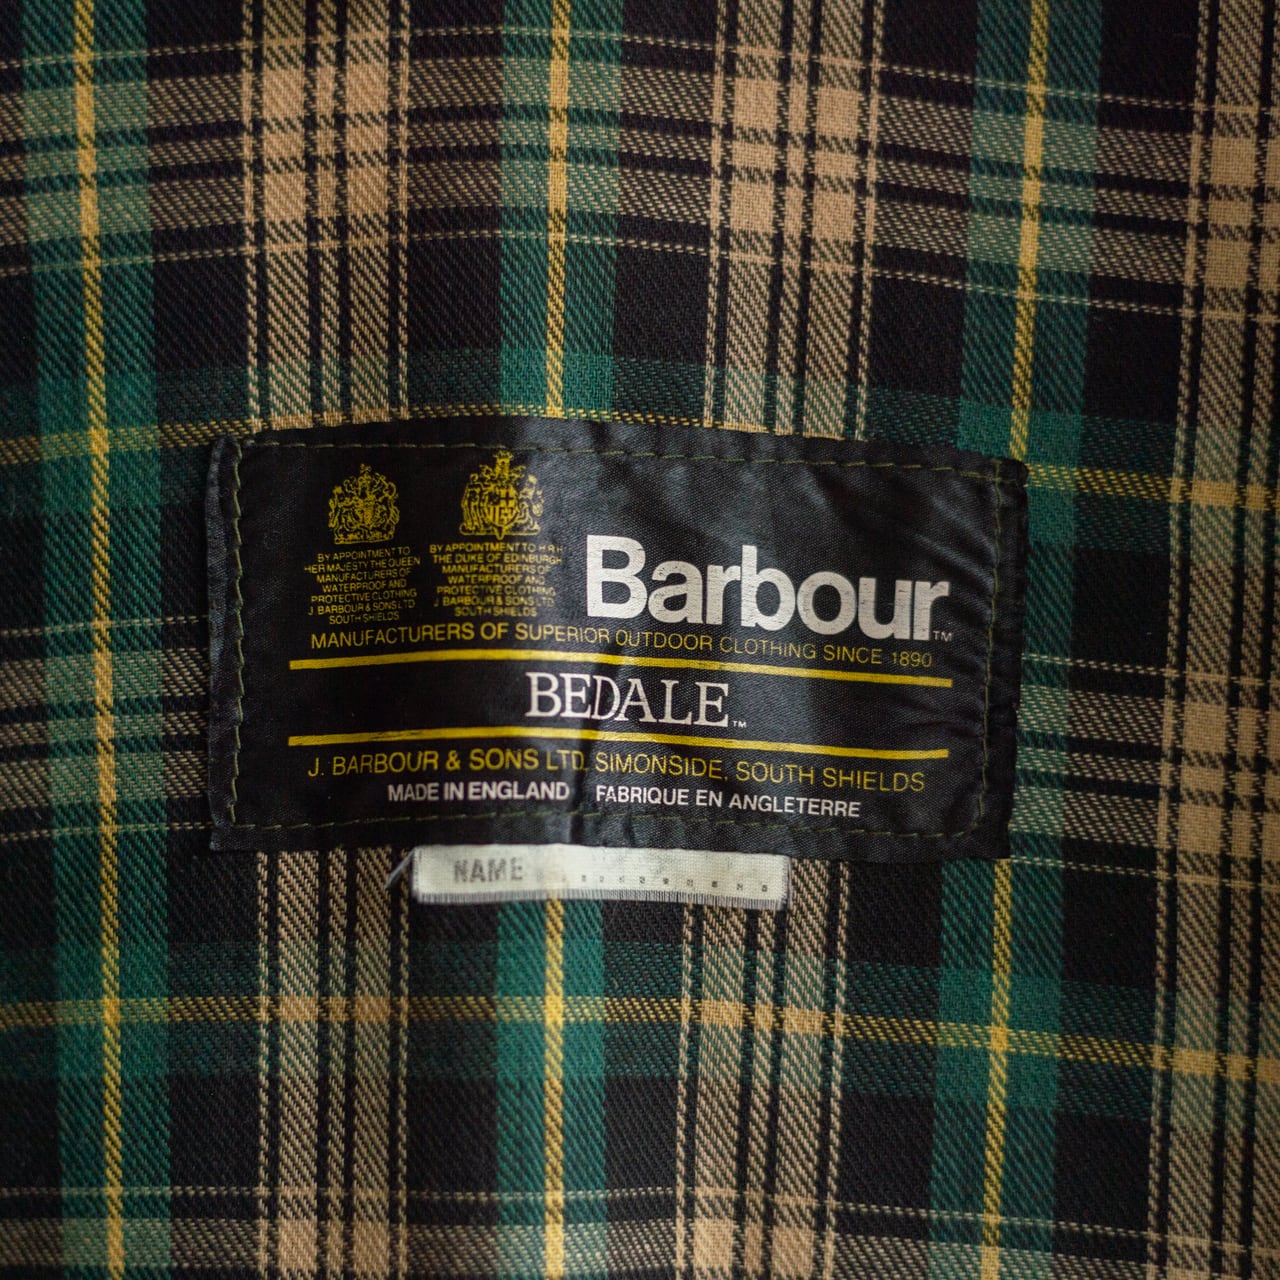 BY APPOINTMENT TO
HER MAJESTY THE QUEEN
MANUFACTURERS OF
WATERPROOF AND
PROTECTIVE CLOTHING
J. BARBOUR & SONS LTD
SOUTH SHIELDS
BY APPOINTMENT TO H.R.H.
THE DUKE OF EDINBURGH
MANUFACTURERS OF
WATERPROOF AND
PROTECTIVE CLOTHING
J. BARBOUR & SONS LTD
SOUTH SHIELDS
Barbour™
MANUFACTURERS OF SUPERIOR OUTDOOR CLOTHING SINCE 1890
BEDALE™
J. BARBOUR & SONS LTD. SIMONSIDE, SOUTH SHIELDS
MADE IN ENGLAND FABRIQUE EN ANGLETERRE
NAME